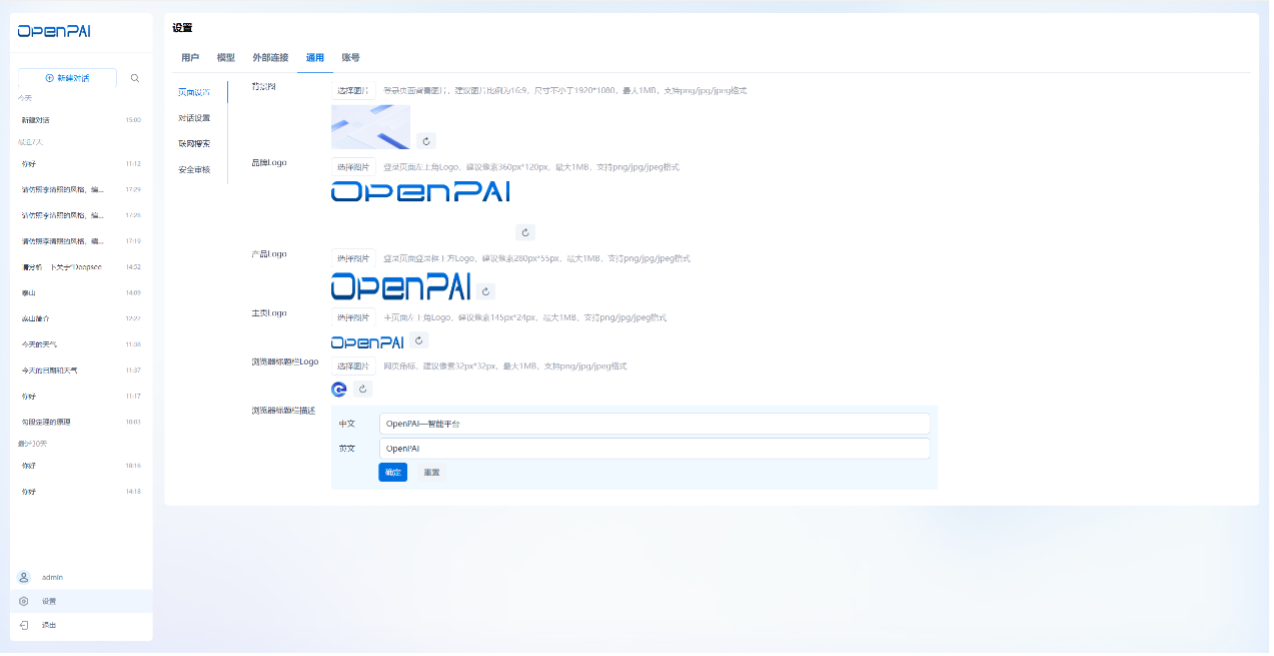 OpenPAI
新建对话
今天
新建对话 15:00
最近7天
你好 11:12
请仿照李清照的风格，编... 17:29
请仿照李清照的风格，编... 17:26
请仿照李清照的风格，编... 17:19
请分析一下关于"Deepsee 14:52
泰山 14:09
泰山简介 12:27
今天的天气 11:38
今天的日期和天气 11:37
你好 11:17
勾股定理的原理 10:03
最近30天
你好 18:16
你好 14:18
admin
设置
退出
设置
用户 模型 外部连接 通用 账号
页面设置
对话设置
联网搜索
安全审核
背景图 选择图片 登录页面背景图片，建议图片比例为16:9，尺寸不小于1920*1080，最大1MB，支持png/jpg/jpeg格式
品牌Logo 选择图片 登录页面左上角Logo，建议像素360px*120px，最大1MB，支持png/jpg/jpeg格式
OpenPAI
产品Logo 选择图片 登录页面登录框上方Logo，建议像素280px*55px，最大1MB，支持png/jpg/jpeg格式
OpenPAI
主页Logo 选择图片 主页面左上角Logo，建议像素145px*24px，最大1MB，支持png/jpg/jpeg格式
OpenPAI
浏览器标题栏Logo 选择图片 网页角标，建议像素32px*32px，最大1MB，支持png/jpg/jpeg格式
浏览器标题栏描述
中文 OpenPAI—智能平台
英文 OpenPAI
确定 重置